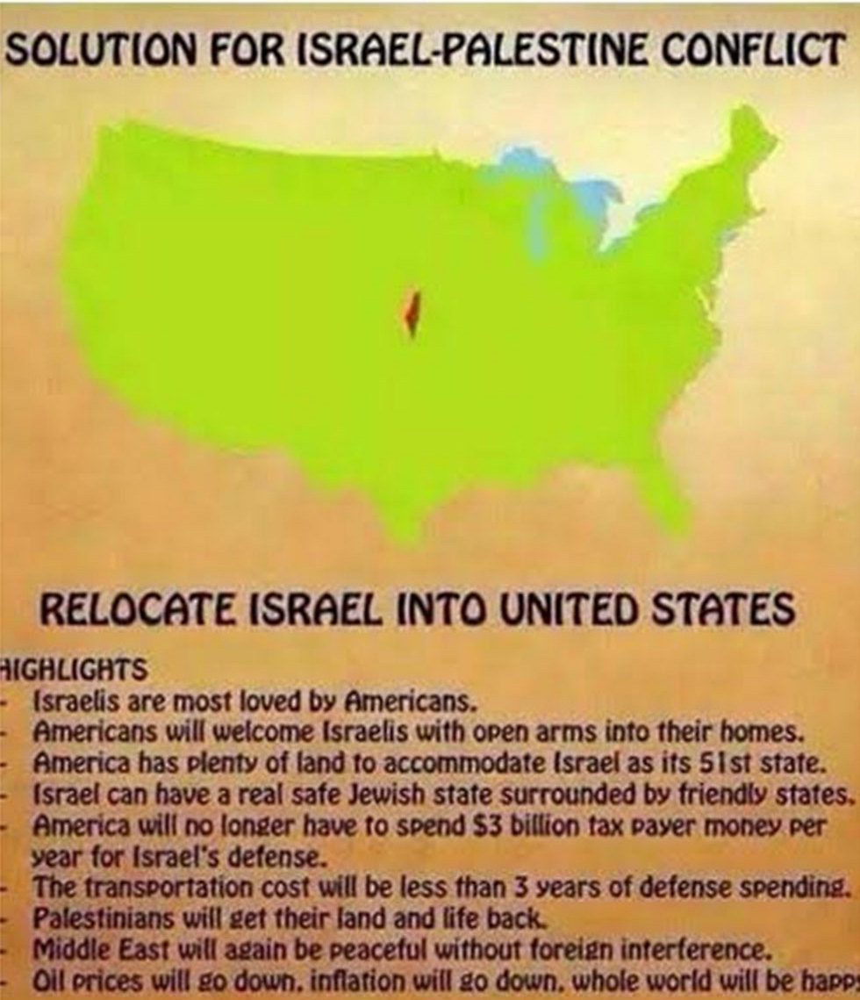 SOLUTION FOR ISRAEL-PALESTINE CONFLICT
RELOCATE ISRAEL INTO UNITED STATES
HIGHLIGHTS
- Israelis are most loved by Americans.
- Americans will welcome Israelis with open arms into their homes.
- America has plenty of land to accommodate Israel as its 51st state.
- Israel can have a real safe Jewish state surrounded by friendly states.
- America will no longer have to spend $3 billion tax payer money per
year for Israel's defense.
- The transportation cost will be less than 3 years of defense spending.
- Palestinians will get their land and life back.
- Middle East will again be peaceful without foreign interference.
- Oil prices will go down, inflation will go down, whole world will be happ